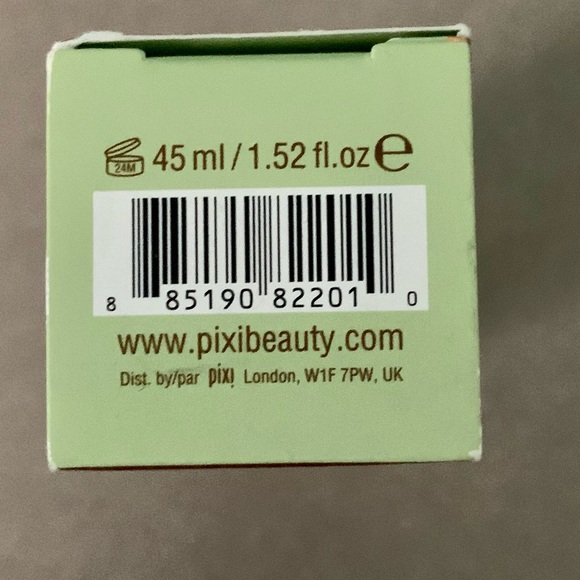 24M 45 ml / 1.52 fl.oz ℮
8 85190 82201 0
www.pixibeauty.com
Dist. by/par pixi London, W1F 7PW, UK